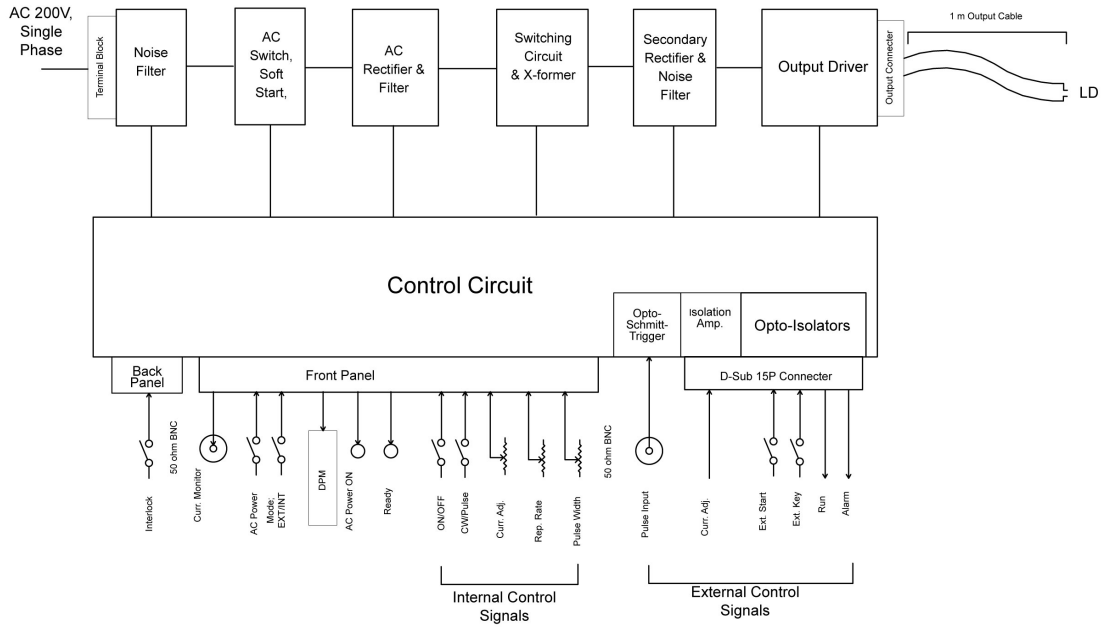 AC 200V,
Single
Phase
Terminal Block
Noise
Filter
AC
Switch,
Soft
Start,
AC
Rectifier &
Filter
Switching
Circuit
& X-former
Secondary
Rectifier &
Noise
Filter
Output Driver
Output Connecter
1 m Output Cable
LD
Control Circuit
Opto-
Schmitt-
Trigger
Isolation
Amp.
Opto-Isolators
Back
Panel
Front Panel
D-Sub 15P Connecter
Interlock
50 ohm BNC
Curr. Monitor
AC Power
Mode:
EXT/INT
DPM
AC Power ON
Ready
ON/OFF
CW/Pulse
Curr. Adj.
Rep. Rate
Pulse Width
50 ohm BNC
Pulse Input
Curr. Adj.
Ext. Start
Ext. Key
Run
Alarm
Internal Control
Signals
External Control
Signals